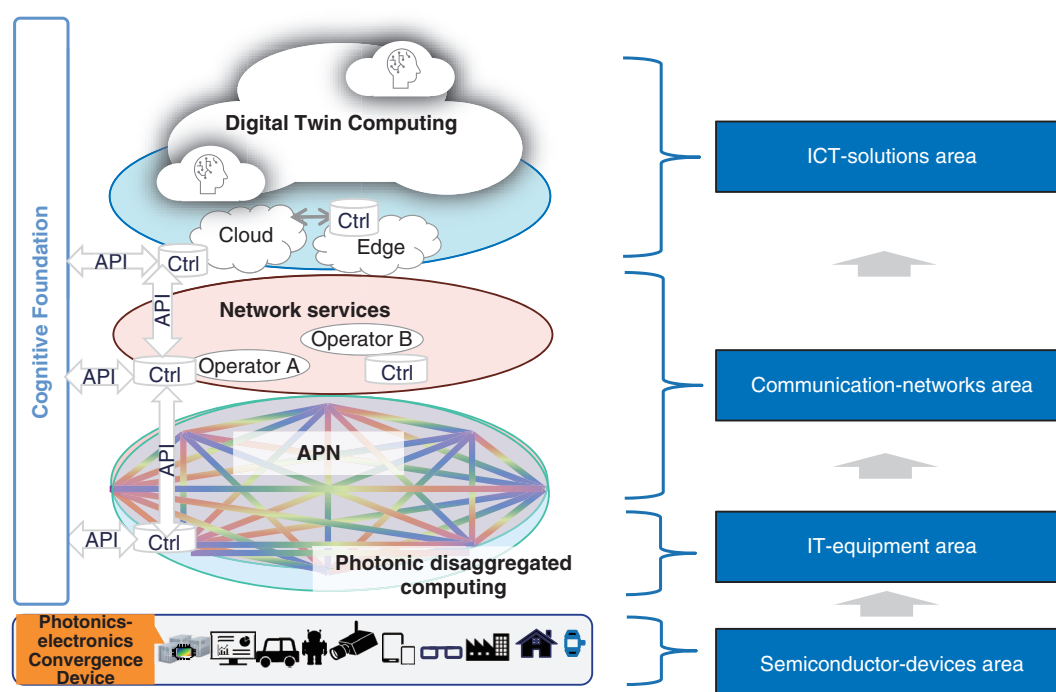 Cognitive Foundation
Digital Twin Computing
Cloud
Ctrl
Edge
API
Ctrl
API
Network services
Operator B
Operator A
API
Ctrl
Ctrl
APN
API
API
Ctrl
Photonic disaggregated
computing
Photonics-
electronics
Convergence
Device
ICT-solutions area
Communication-networks area
IT-equipment area
Semiconductor-devices area